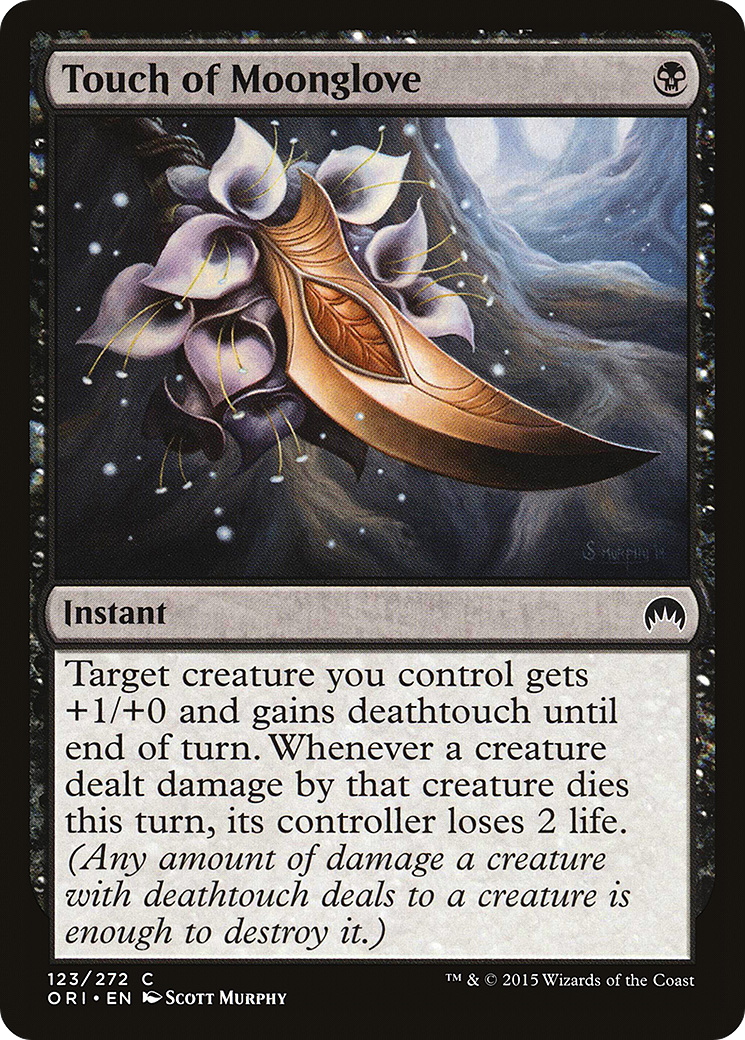 Touch of Moonglove
S MURPHY 14
Instant
Target creature you control gets
+1/+0 and gains deathtouch until
end of turn. Whenever a creature
dealt damage by that creature dies
this turn, its controller loses 2 life.
(Any amount of damage a creature
with deathtouch deals to a creature is
enough to destroy it.)
123/272 C
ORI • EN SCOTT MURPHY
™ & © 2015 Wizards of the Coast